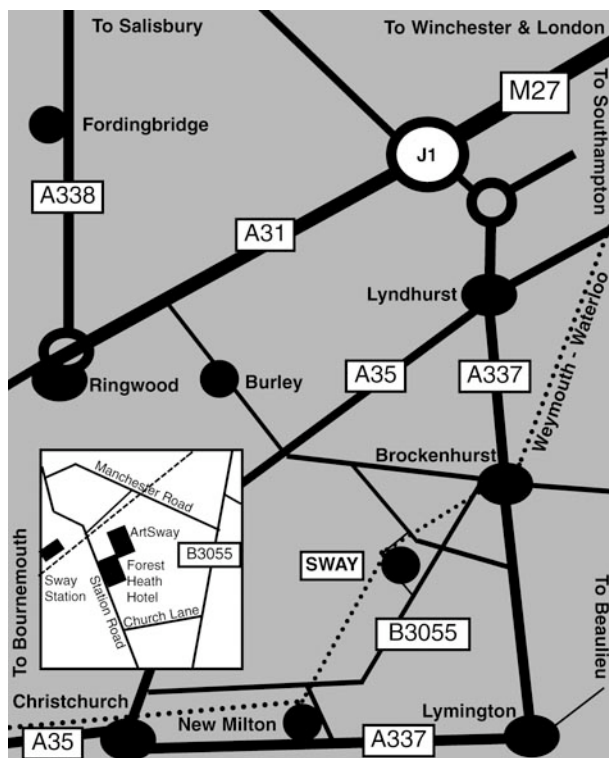 To Salisbury
To Winchester & London
To Southampton
M27
Fordingbridge
J1
A338
A31
Lyndhurst
Weymouth - Waterloo
Ringwood
Burley
A35
A337
Brockenhurst
Manchester Road
ArtSway
B3055
Sway
Station
Forest
Heath
Hotel
Station Road
Church Lane
To Bournemouth
SWAY
B3055
To Beaulieu
Christchurch
New Milton
Lymington
A35
A337